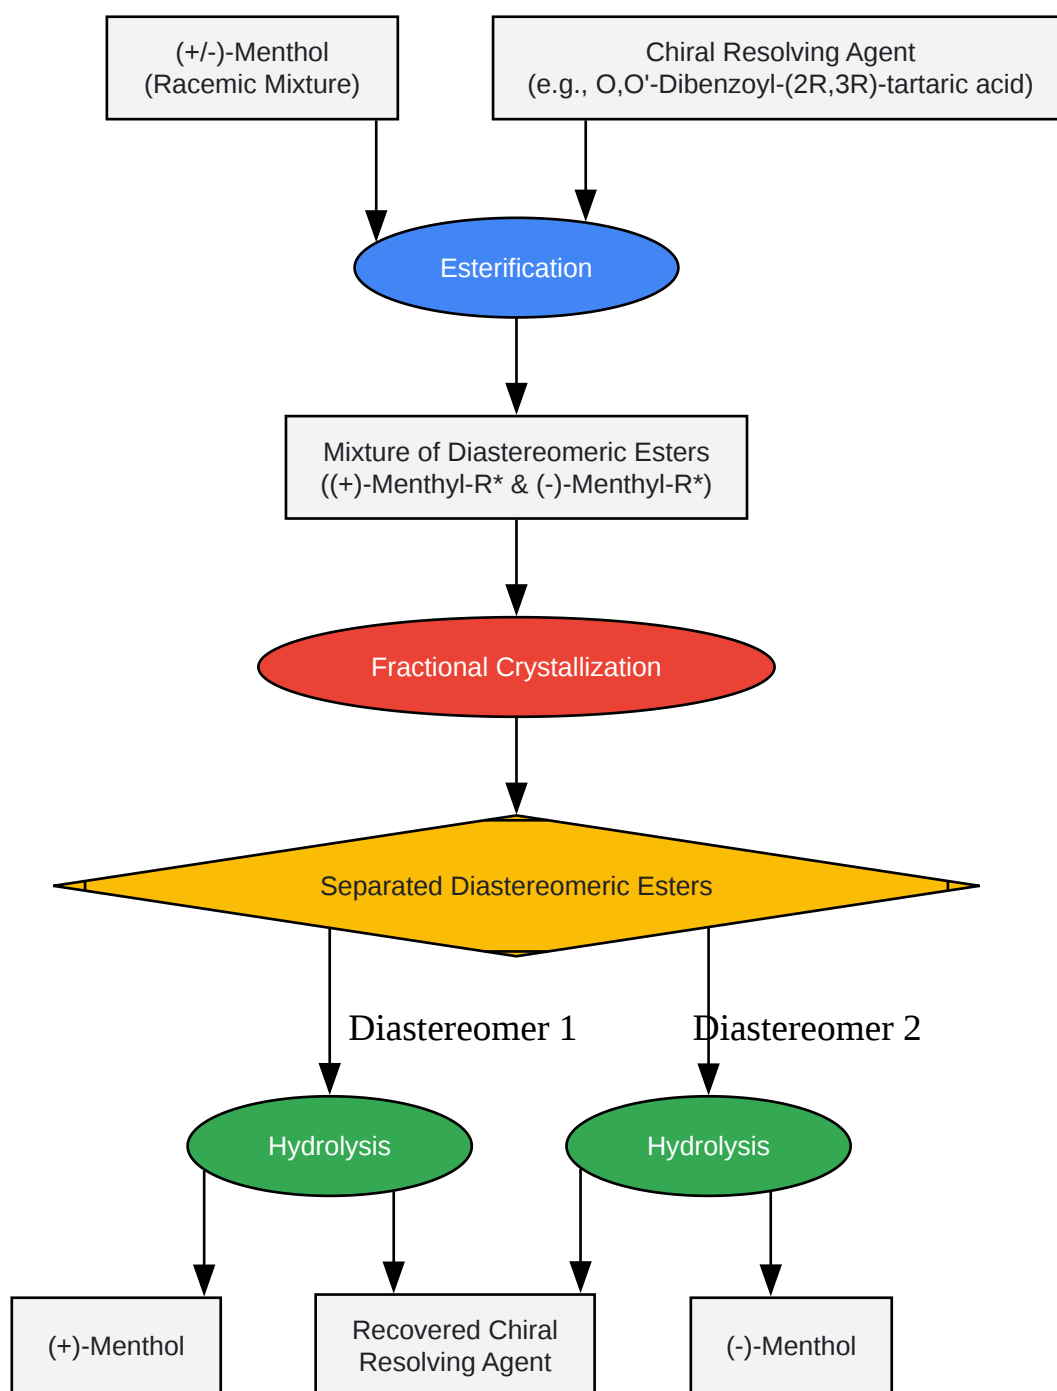 (+/-)-Menthol
(Racemic Mixture)
Chiral Resolving Agent
(e.g., O,O'-Dibenzoyl-(2R,3R)-tartaric acid)
Esterification
Mixture of Diastereomeric Esters
((+)-Menthyl-R* & (-)-Menthyl-R*)
Fractional Crystallization
Separated Diastereomeric Esters
Diastereomer 1
Diastereomer 2
Hydrolysis
Hydrolysis
(+)-Menthol
Recovered Chiral
Resolving Agent
(-)-Menthol